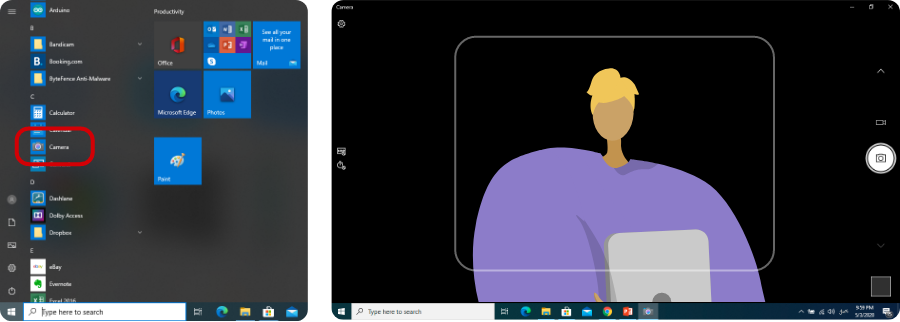 Arduino
B
Bandicam
Booking.com
ByteFence Anti-Malware
C
Calculator
Calendar
Camera
D
Dashlane
Dolby Access
Dropbox
E
eBay
Evernote
Excel 2016
Productivity
Office
See all your
mail in one
place
Mail
Microsoft Edge
Photos
Paint
Type here to search
Camera
Type here to search
9:59 PM
5/3/2020